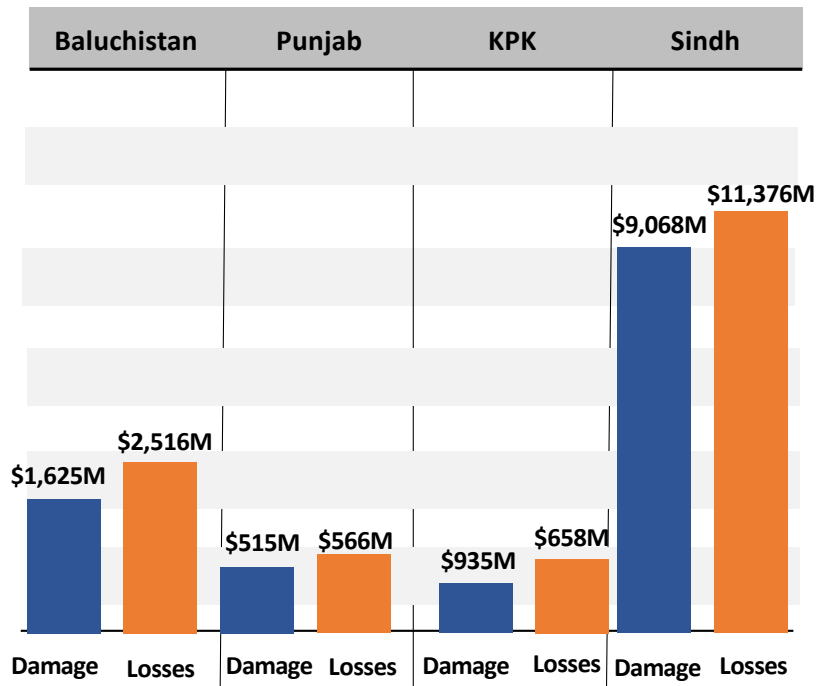 Baluchistan Punjab KPK Sindh
$11,376M
$9,068M
$2,516M
$1,625M
$515M $566M $935M $658M
Damage Losses Damage Losses Damage Losses Damage Losses